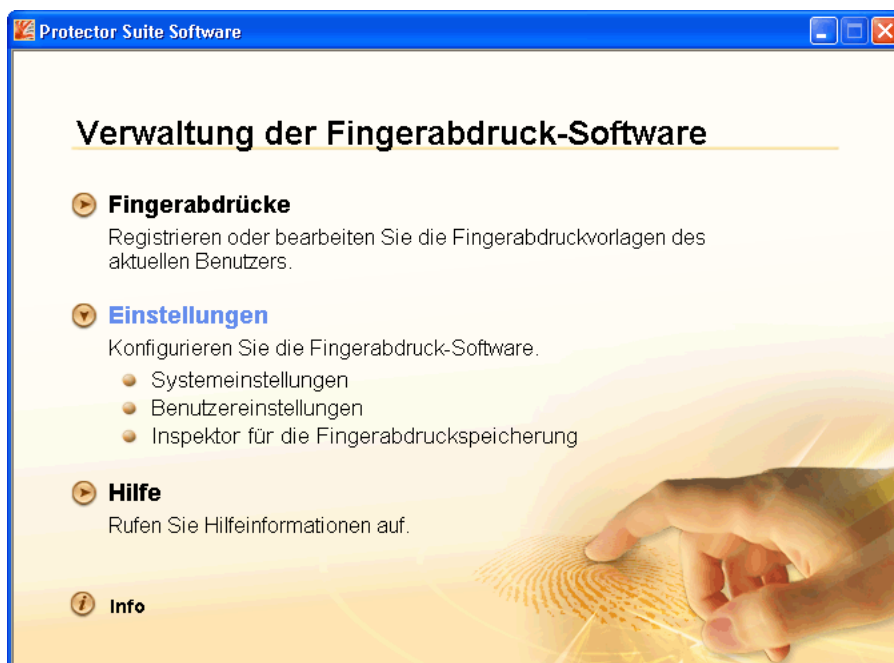 Protector Suite Software
Verwaltung der Fingerabdruck-Software
Fingerabdrücke
Registrieren oder bearbeiten Sie die Fingerabdruckvorlagen des
aktuellen Benutzers.
Einstellungen
Konfigurieren Sie die Fingerabdruck-Software.
Systemeinstellungen
Benutzereinstellungen
Inspektor für die Fingerabdruckspeicherung
Hilfe
Rufen Sie Hilfeinformationen auf.
Info